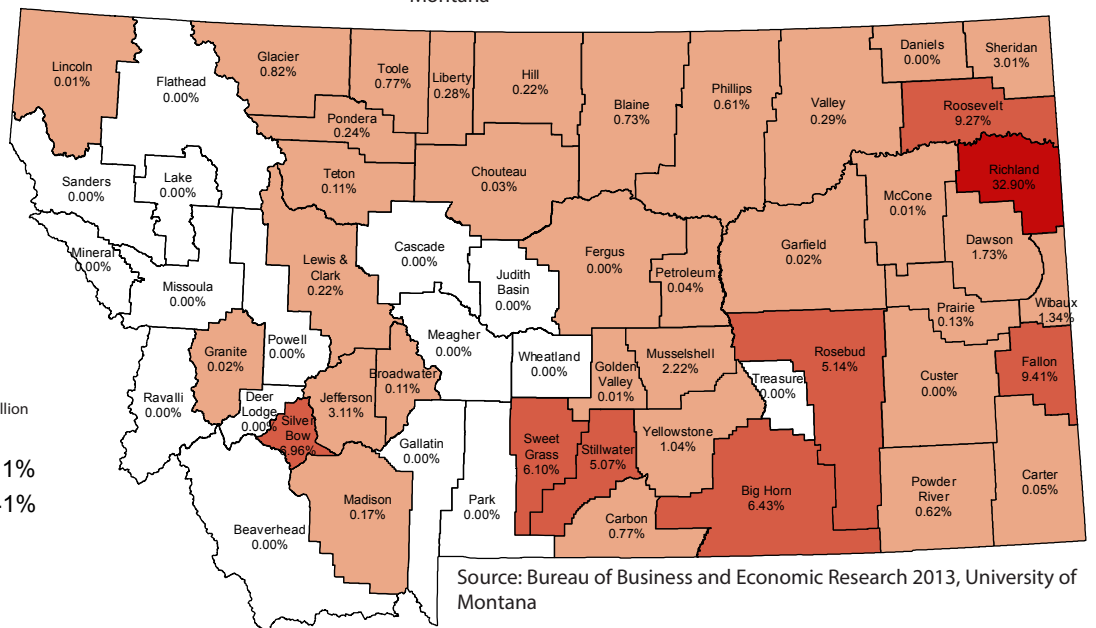 Montana
Lincoln
0.01%
Flathead
0.00%
Glacier
0.82%
Toole
0.77%
Liberty
0.28%
Hill
0.22%
Blaine
0.73%
Phillips
0.61%
Valley
0.29%
Daniels
0.00%
Sheridan
3.01%
Roosevelt
9.27%
Pondera
0.24%
Teton
0.11%
Chouteau
0.03%
Sanders
0.00%
Lake
0.00%
McCone
0.01%
Richland
32.90%
Dawson
1.73%
Mineral
0.00%
Missoula
0.00%
Lewis &
Clark
0.22%
Cascade
0.00%
Judith
Basin
0.00%
Fergus
0.00%
Petroleum
0.04%
Garfield
0.02%
Prairie
0.13%
Wibaux
1.34%
Granite
0.02%
Powell
0.00%
Meagher
0.00%
Wheatland
0.00%
Golden
Valley
0.01%
Musselshell
2.22%
Rosebud
5.14%
Treasure
0.00%
Custer
0.00%
Fallon
9.41%
Ravalli
0.00%
Deer
Lodge
0.00%
Silver
Bow
6.96%
Jefferson
3.11%
Broadwater
0.11%
Gallatin
0.00%
Sweet
Grass
6.10%
Stillwater
5.07%
Yellowstone
1.04%
Big Horn
6.43%
Powder
River
0.62%
Carter
0.05%
Beaverhead
0.00%
Madison
0.17%
Park
0.00%
Carbon
0.77%
llion
1%
41%
Source: Bureau of Business and Economic Research 2013, University of
Montana